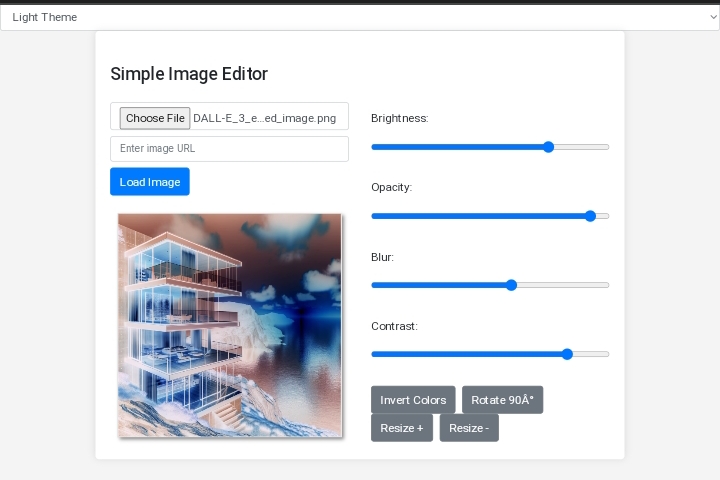 Light Theme
Simple Image Editor
Choose File DALL-E_3_e...ed_image.png
Enter image URL
Load Image
Brightness:
Opacity:
Blur:
Contrast:
Invert Colors Rotate 90Â°
Resize + Resize -